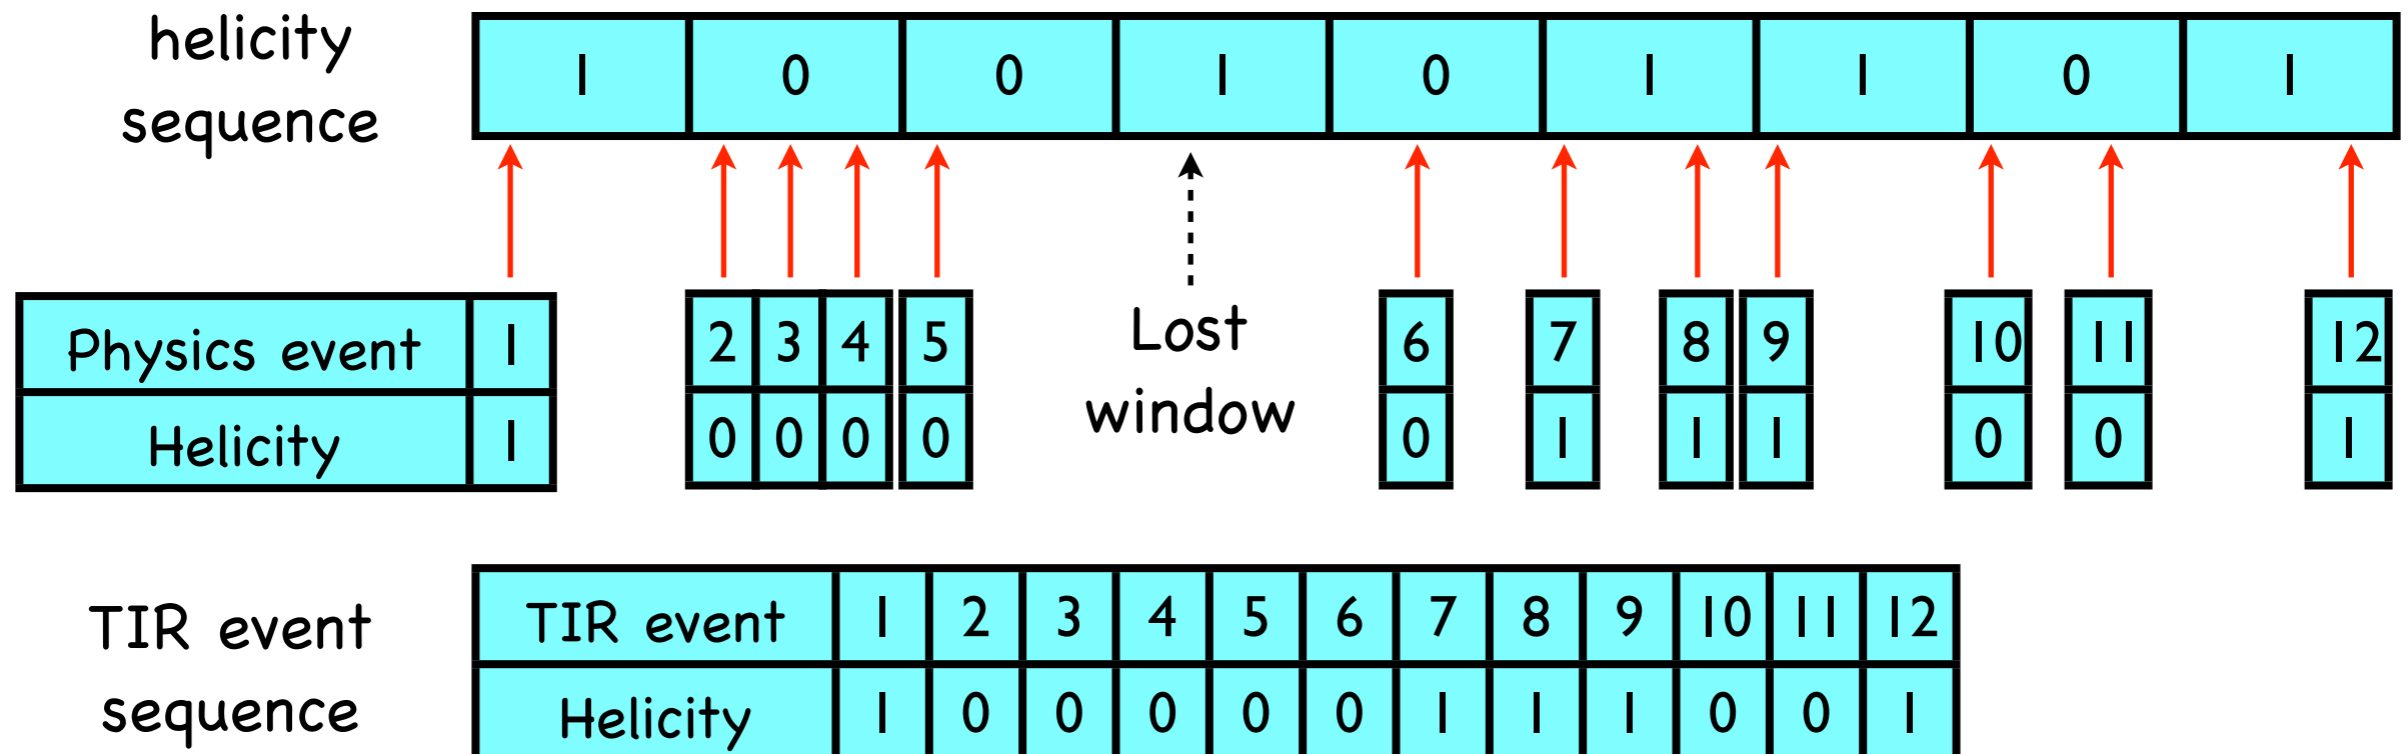 helicity
sequence
1 0 0 1 0 1 1 0 1
Physics event 1 2 3 4 5 6 7 8 9 10 11 12
Helicity 1 0 0 0 0 0 1 1 1 0 0 1
Lost
window
TIR event
sequence
TIR event 1 2 3 4 5 6 7 8 9 10 11 12
Helicity 1 0 0 0 0 0 1 1 1 0 0 1